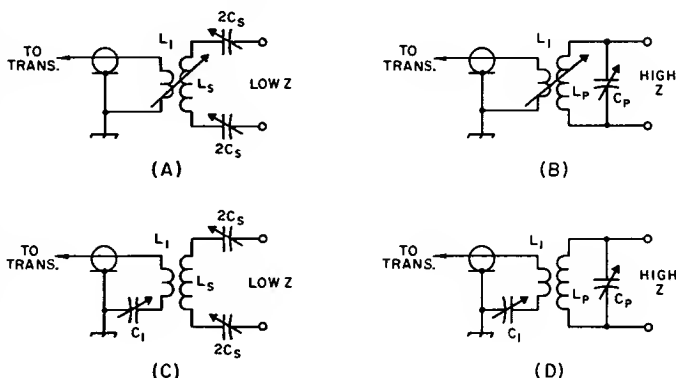 2CS
L1
TO
TRANS.
LS
LOW Z
2CS
(A)
L1
TO
TRANS.
LP
CP
HIGH
Z
(B)
2CS
L1
TO
TRANS.
LS
LOW Z
C1
2CS
(C)
L1
TO
TRANS.
LP
CP
HIGH
Z
C1
(D)